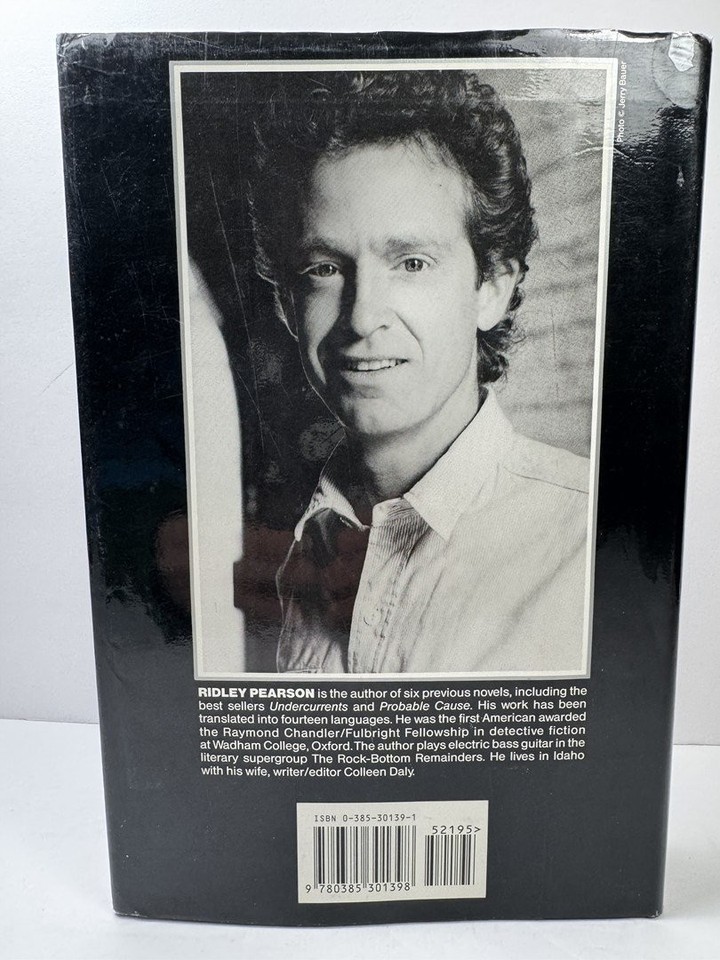 Photo © Jerry Bauer
RIDLEY PEARSON is the author of six previous novels, including the
best sellers Undercurrents and Probable Cause. His work has been
translated into fourteen languages. He was the first American awarded
the Raymond Chandler/Fulbright Fellowship in detective fiction
at Wadham College, Oxford. The author plays electric bass guitar in the
literary supergroup The Rock-Bottom Remainders. He lives in Idaho
with his wife, writer/editor Colleen Daly.
ISBN 0-385-30139-1
52195>
9 780385 301398